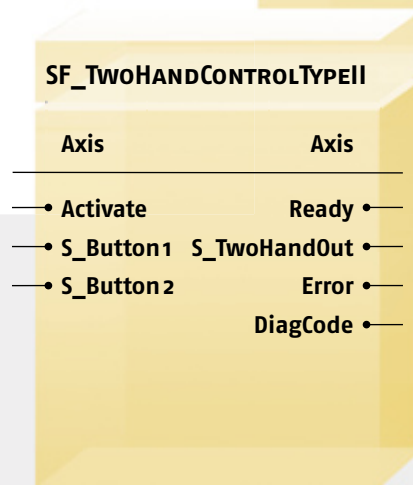 SF_TwoHandControlTypeII
Axis Axis
Activate Ready
S_Button1 S_TwoHandOut
S_Button2 Error
DiagCode